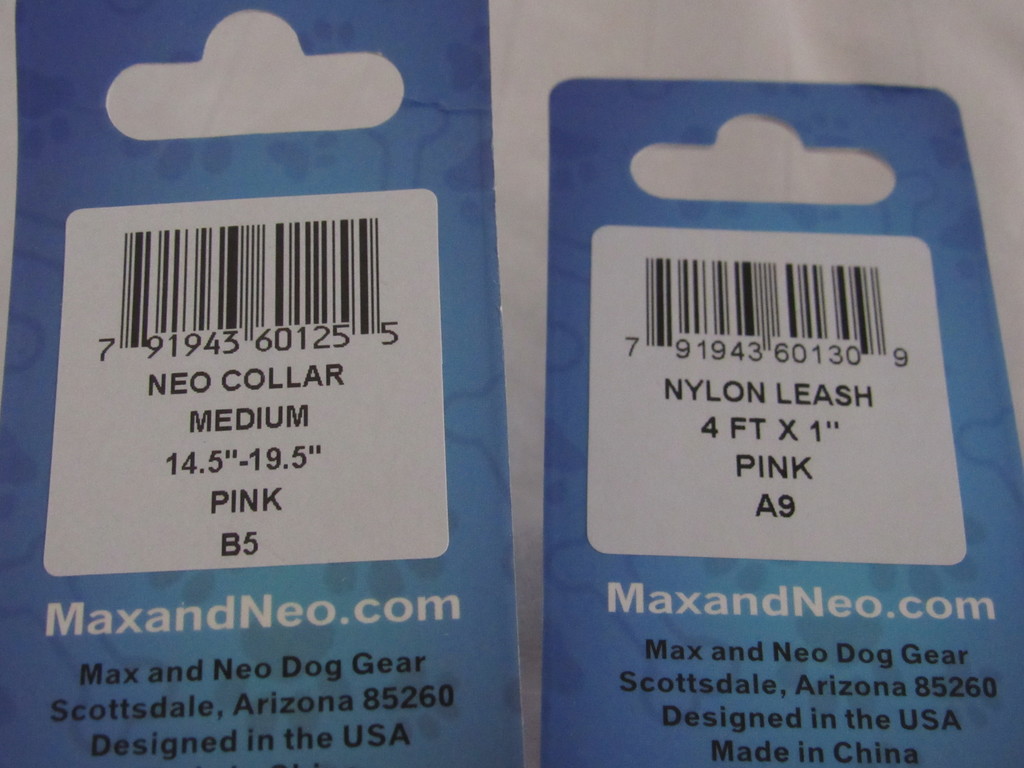 7 91943 60125 5
NEO COLLAR
MEDIUM
14.5"-19.5"
PINK
B5
MaxandNeo.com
Max and Neo Dog Gear
Scottsdale, Arizona 85260
Designed in the USA
7 91943 60130 9
NYLON LEASH
4 FT X 1"
PINK
A9
MaxandNeo.com
Max and Neo Dog Gear
Scottsdale, Arizona 85260
Designed in the USA
Made in China